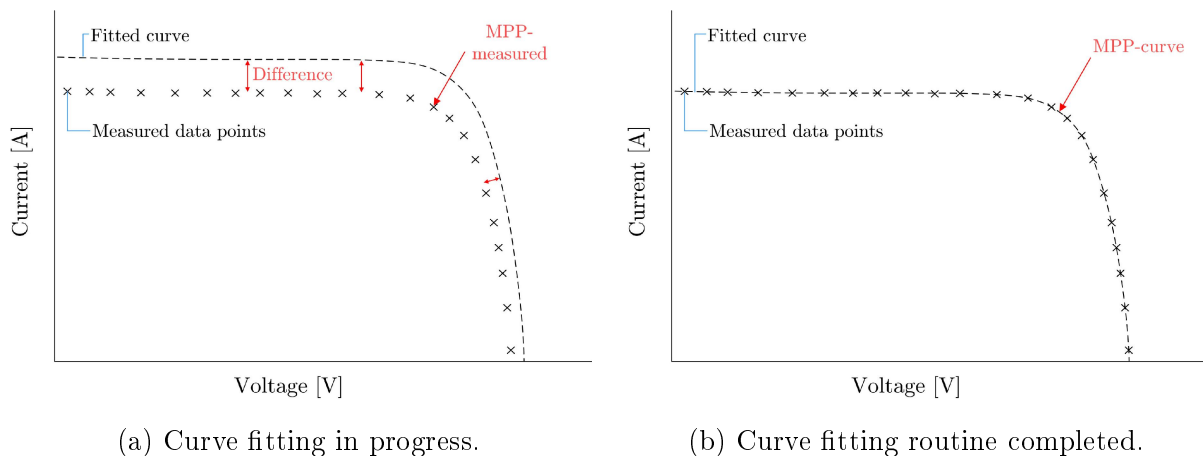 Fitted curve
MPP-
measured
Difference
Measured data points
Current [A]
Voltage [V]
(a) Curve fitting in progress.
Fitted curve
MPP-curve
Measured data points
Current [A]
Voltage [V]
(b) Curve fitting routine completed.